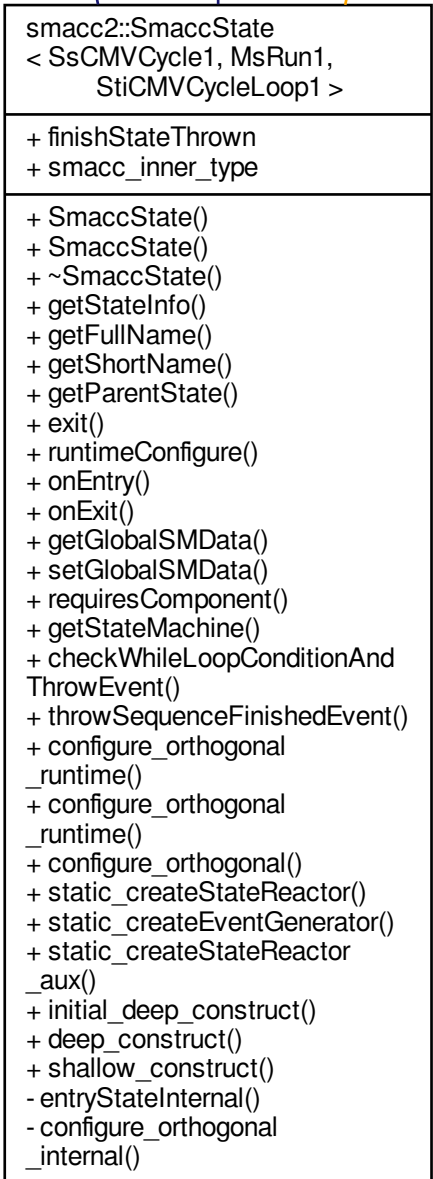 smacc2::SmaccState
< SsCMVCycle1, MsRun1,
StiCMVCycleLoop1 >
+ finishStateThrown
+ smacc_inner_type
+ SmaccState()
+ SmaccState()
+ ~SmaccState()
+ getStateInfo()
+ getFullName()
+ getShortName()
+ getParentState()
+ exit()
+ runtimeConfigure()
+ onEntry()
+ onExit()
+ getGlobalSMData()
+ setGlobalSMData()
+ requiresComponent()
+ getStateMachine()
+ checkWhileLoopConditionAnd
ThrowEvent()
+ throwSequenceFinishedEvent()
+ configure_orthogonal
_runtime()
+ configure_orthogonal
_runtime()
+ configure_orthogonal()
+ static_createStateReactor()
+ static_createEventGenerator()
+ static_createStateReactor
_aux()
+ initial_deep_construct()
+ deep_construct()
+ shallow_construct()
- entryStateInternal()
- configure_orthogonal
_internal()